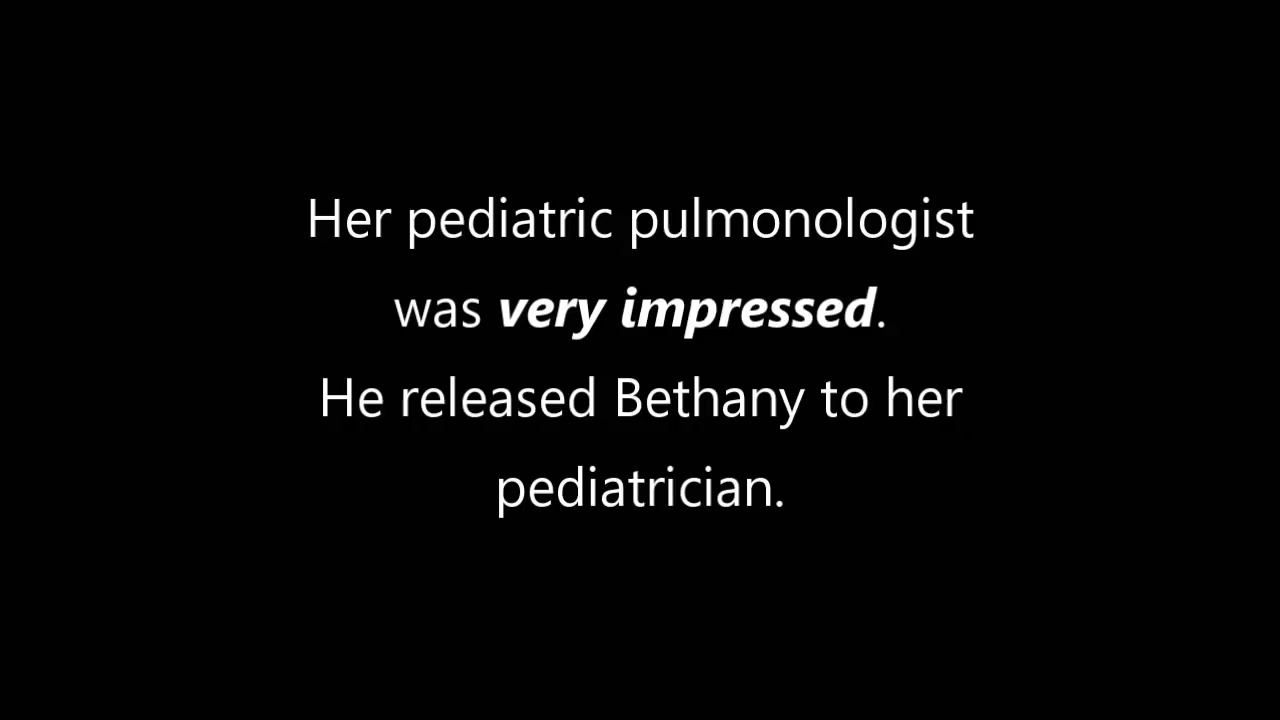 Her pediatric pulmonologist
was very impressed.
He released Bethany to her
pediatrician.